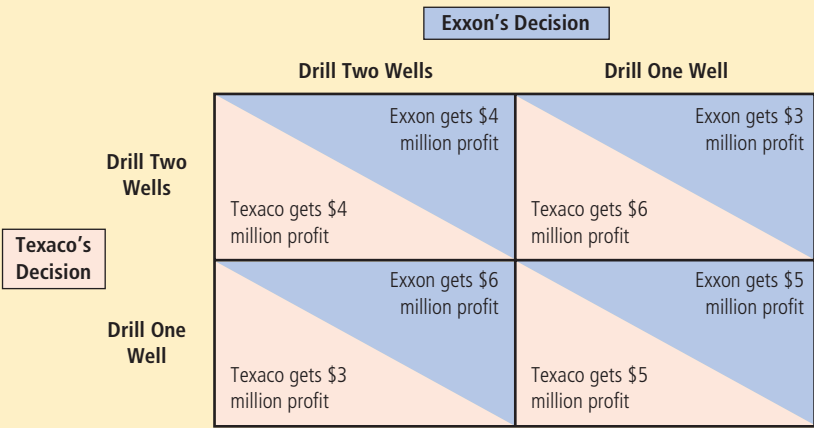 Exxon's Decision
Drill Two Wells
Drill One Well
Exxon gets $4
million profit
Exxon gets $3
million profit
Drill Two
Wells
Texaco gets $4
million profit
Texaco gets $6
million profit
Texaco's
Decision
Exxon gets $6
million profit
Exxon gets $5
million profit
Drill One
Well
Texaco gets $3
million profit
Texaco gets $5
million profit